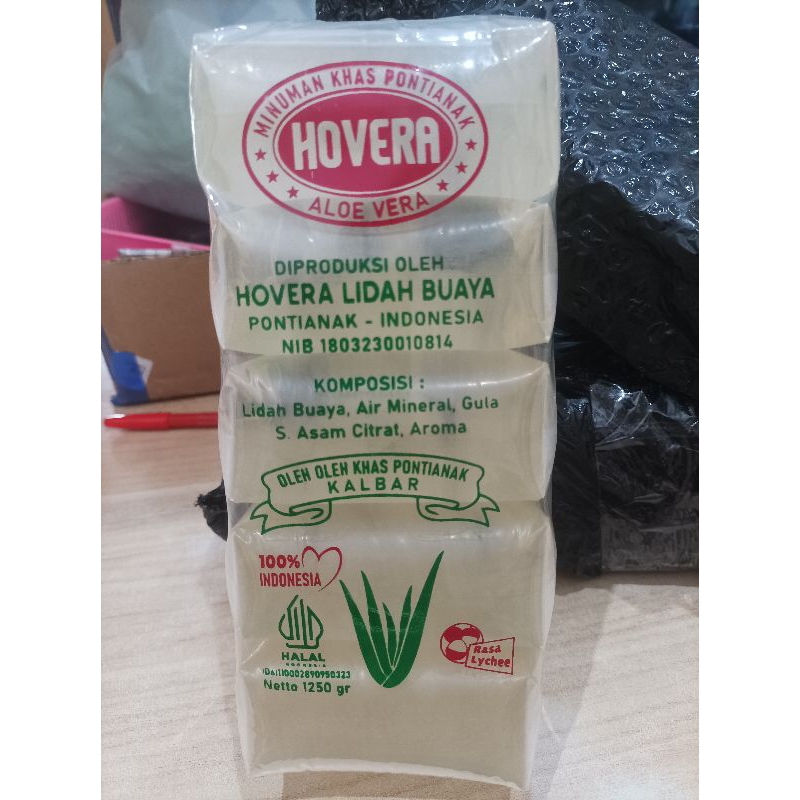 MINUMAN KHAS PONTIANAK
HOVERA
ALOE VERA
DIPRODUKSI OLEH
HOVERA LIDAH BUAYA
PONTIANAK - INDONESIA
NIB 1803230010814
KOMPOSISI :
Lidah Buaya, Air Mineral, Gula
S. Asam Citrat, Aroma
OLEH OLEH KHAS PONTIANAK
KALBAR
100%
INDONESIA
HALAL
INDONESIA
Netto 1250 gr
Rasa
Lychee